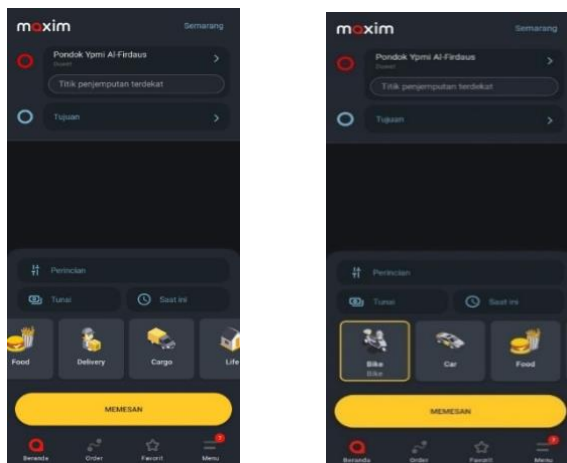 maxim
Semarang
Pondok Ypmi Al-Firdaus
Titik penjemputan terdekat
Tujuan
Perincian
Tunai
Saat ini
Food
Delivery
Cargo
Life
MEMESAN
Beranda
Order
Favorit
Menu
maxim
Semarang
Pondok Ypmi Al-Firdaus
Titik penjemputan terdekat
Tujuan
Perincian
Tunai
Saat ini
Bike
Bike
Car
Food
MEMESAN
Beranda
Order
Favorit
Menu